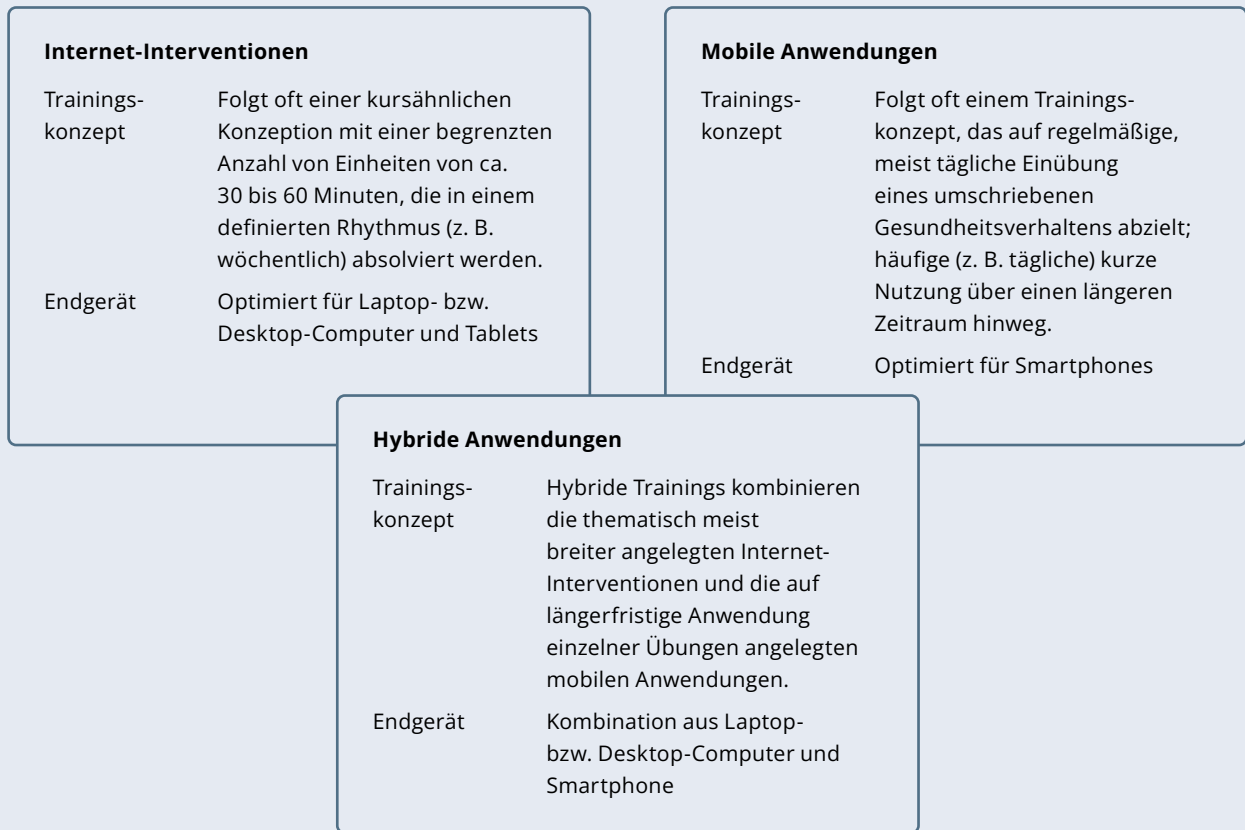 Internet-Interventionen
Trainings-
konzept
Folgt oft einer kursähnlichen
Konzeption mit einer begrenzten
Anzahl von Einheiten von ca.
30 bis 60 Minuten, die in einem
definierten Rhythmus (z. B.
wöchentlich) absolviert werden.
Endgerät
Optimiert für Laptop- bzw.
Desktop-Computer und Tablets
Mobile Anwendungen
Trainings-
konzept
Folgt oft einem Trainings-
konzept, das auf regelmäßige,
meist tägliche Einübung
eines umschriebenen
Gesundheitsverhaltens abzielt;
häufige (z. B. tägliche) kurze
Nutzung über einen längeren
Zeitraum hinweg.
Endgerät
Optimiert für Smartphones
Hybride Anwendungen
Trainings-
konzept
Hybride Trainings kombinieren
die thematisch meist
breiter angelegten Internet-
Interventionen und die auf
längerfristige Anwendung
einzelner Übungen angelegten
mobilen Anwendungen.
Endgerät
Kombination aus Laptop-
bzw. Desktop-Computer und
Smartphone